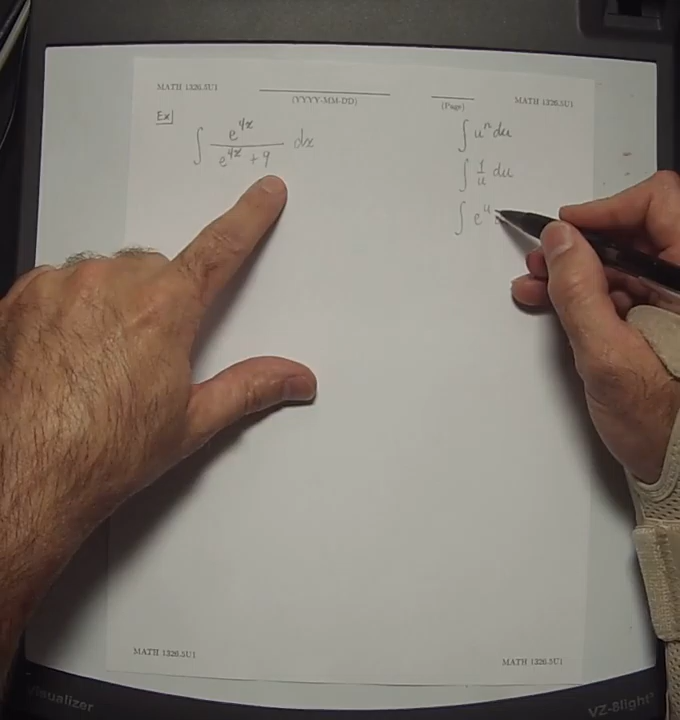 MATH 1326.5U1
(YYYY-MM-DD)
(Page)
MATH 1326.5U1
Ex]
∫ e^{4x} / (e^{4x} + 9) dx
∫ u^n du
∫ 1/u du
∫ e^u
MATH 1326.5U1
MATH 1326.5U1
Visualizer
VZ-8light³